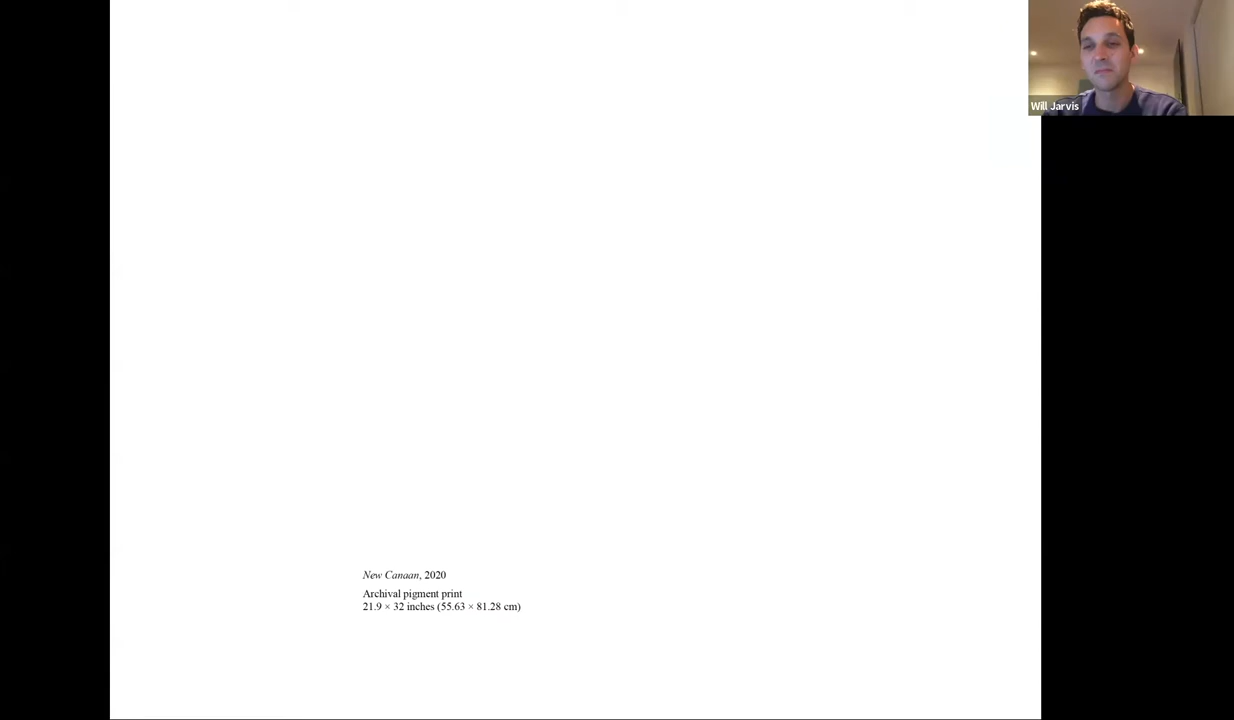 Will Jarvis
New Canaan, 2020
Archival pigment print
21.9 × 32 inches (55.63 × 81.28 cm)